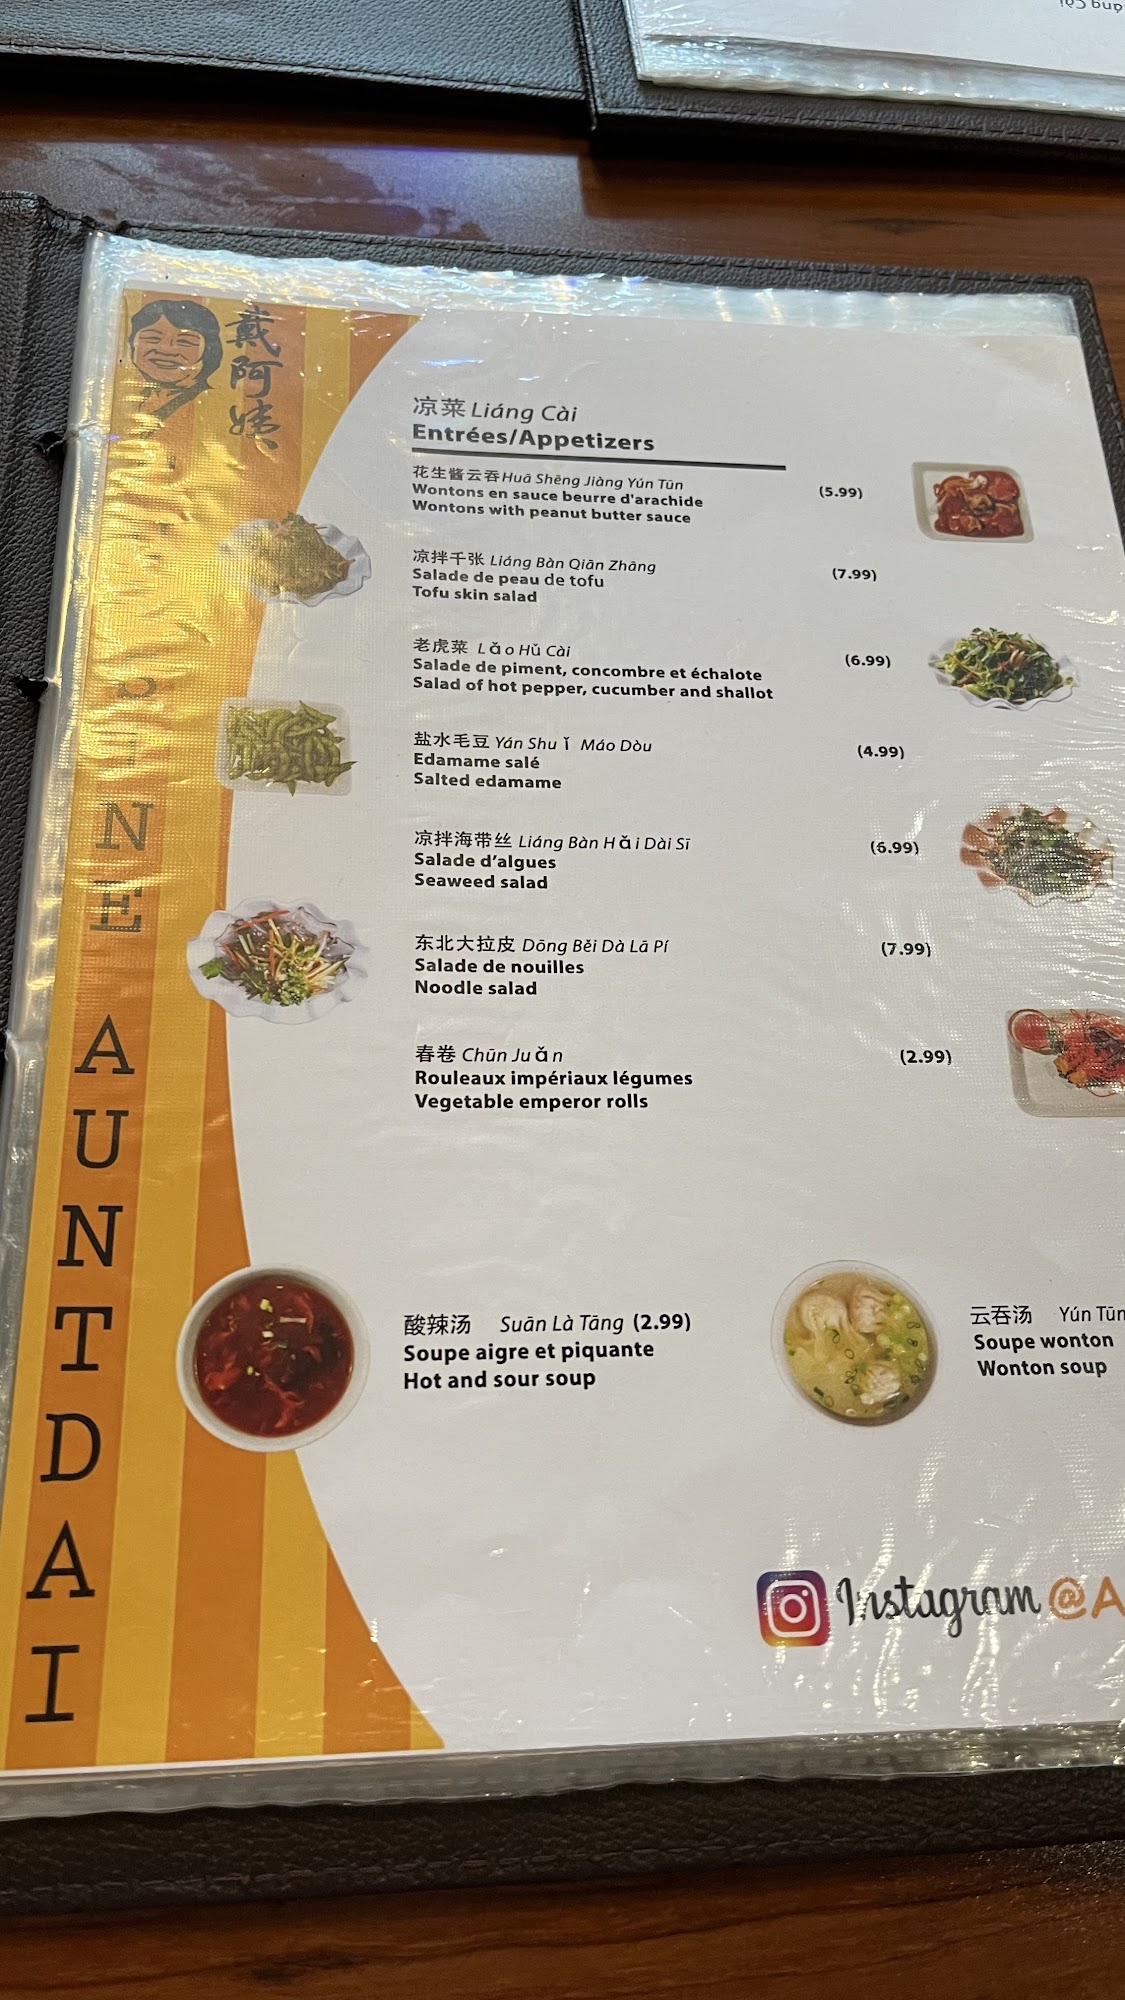 戴阿姨
凉菜 Liáng Cài
Entrées/Appetizers
花生酱云吞 Huā Shēng Jiàng Yún Tūn (5.99)
Wontons en sauce beurre d'arachide
Wontons with peanut butter sauce
凉拌千张 Liáng Bàn Qiān Zhāng (7.99)
Salade de peau de tofu
Tofu skin salad
老虎菜 Lǎo Hǔ Cài (6.99)
Salade de piment, concombre et échalote
Salad of hot pepper, cucumber and shallot
盐水毛豆 Yán Shuǐ Máo Dòu (4.99)
Edamame salé
Salted edamame
凉拌海带丝 Liáng Bàn Hǎi Dài Sī (6.99)
Salade d'algues
Seaweed salad
东北大拉皮 Dōng Běi Dà Lā Pí (7.99)
Salade de nouilles
Noodle salad
春卷 Chūn Juǎn (2.99)
Rouleaux impériaux légumes
Vegetable emperor rolls
酸辣汤 Suān Là Tāng (2.99)
Soupe aigre et piquante
Hot and sour soup
云吞汤 Yún Tūn
Soupe wonton
Wonton soup
Instagram @A
AUNT DAI